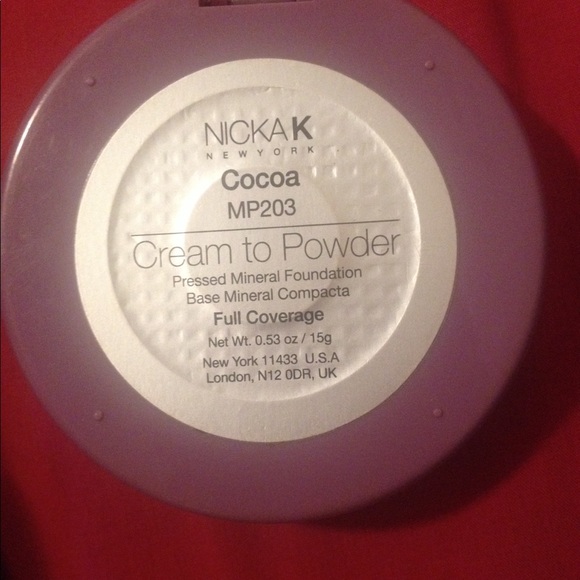 NICKA K
NEW YORK
Cocoa
MP203
Cream to Powder
Pressed Mineral Foundation
Base Mineral Compacta
Full Coverage
Net Wt. 0.53 oz / 15g
New York 11433 U.S.A
London, N12 0DR, UK